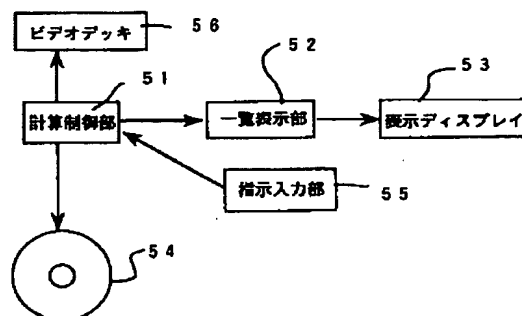 ビデオデッキ 56
51
52
53
計算制御部
一覧提示部
提示ディスプレイ
指示入力部
55
54